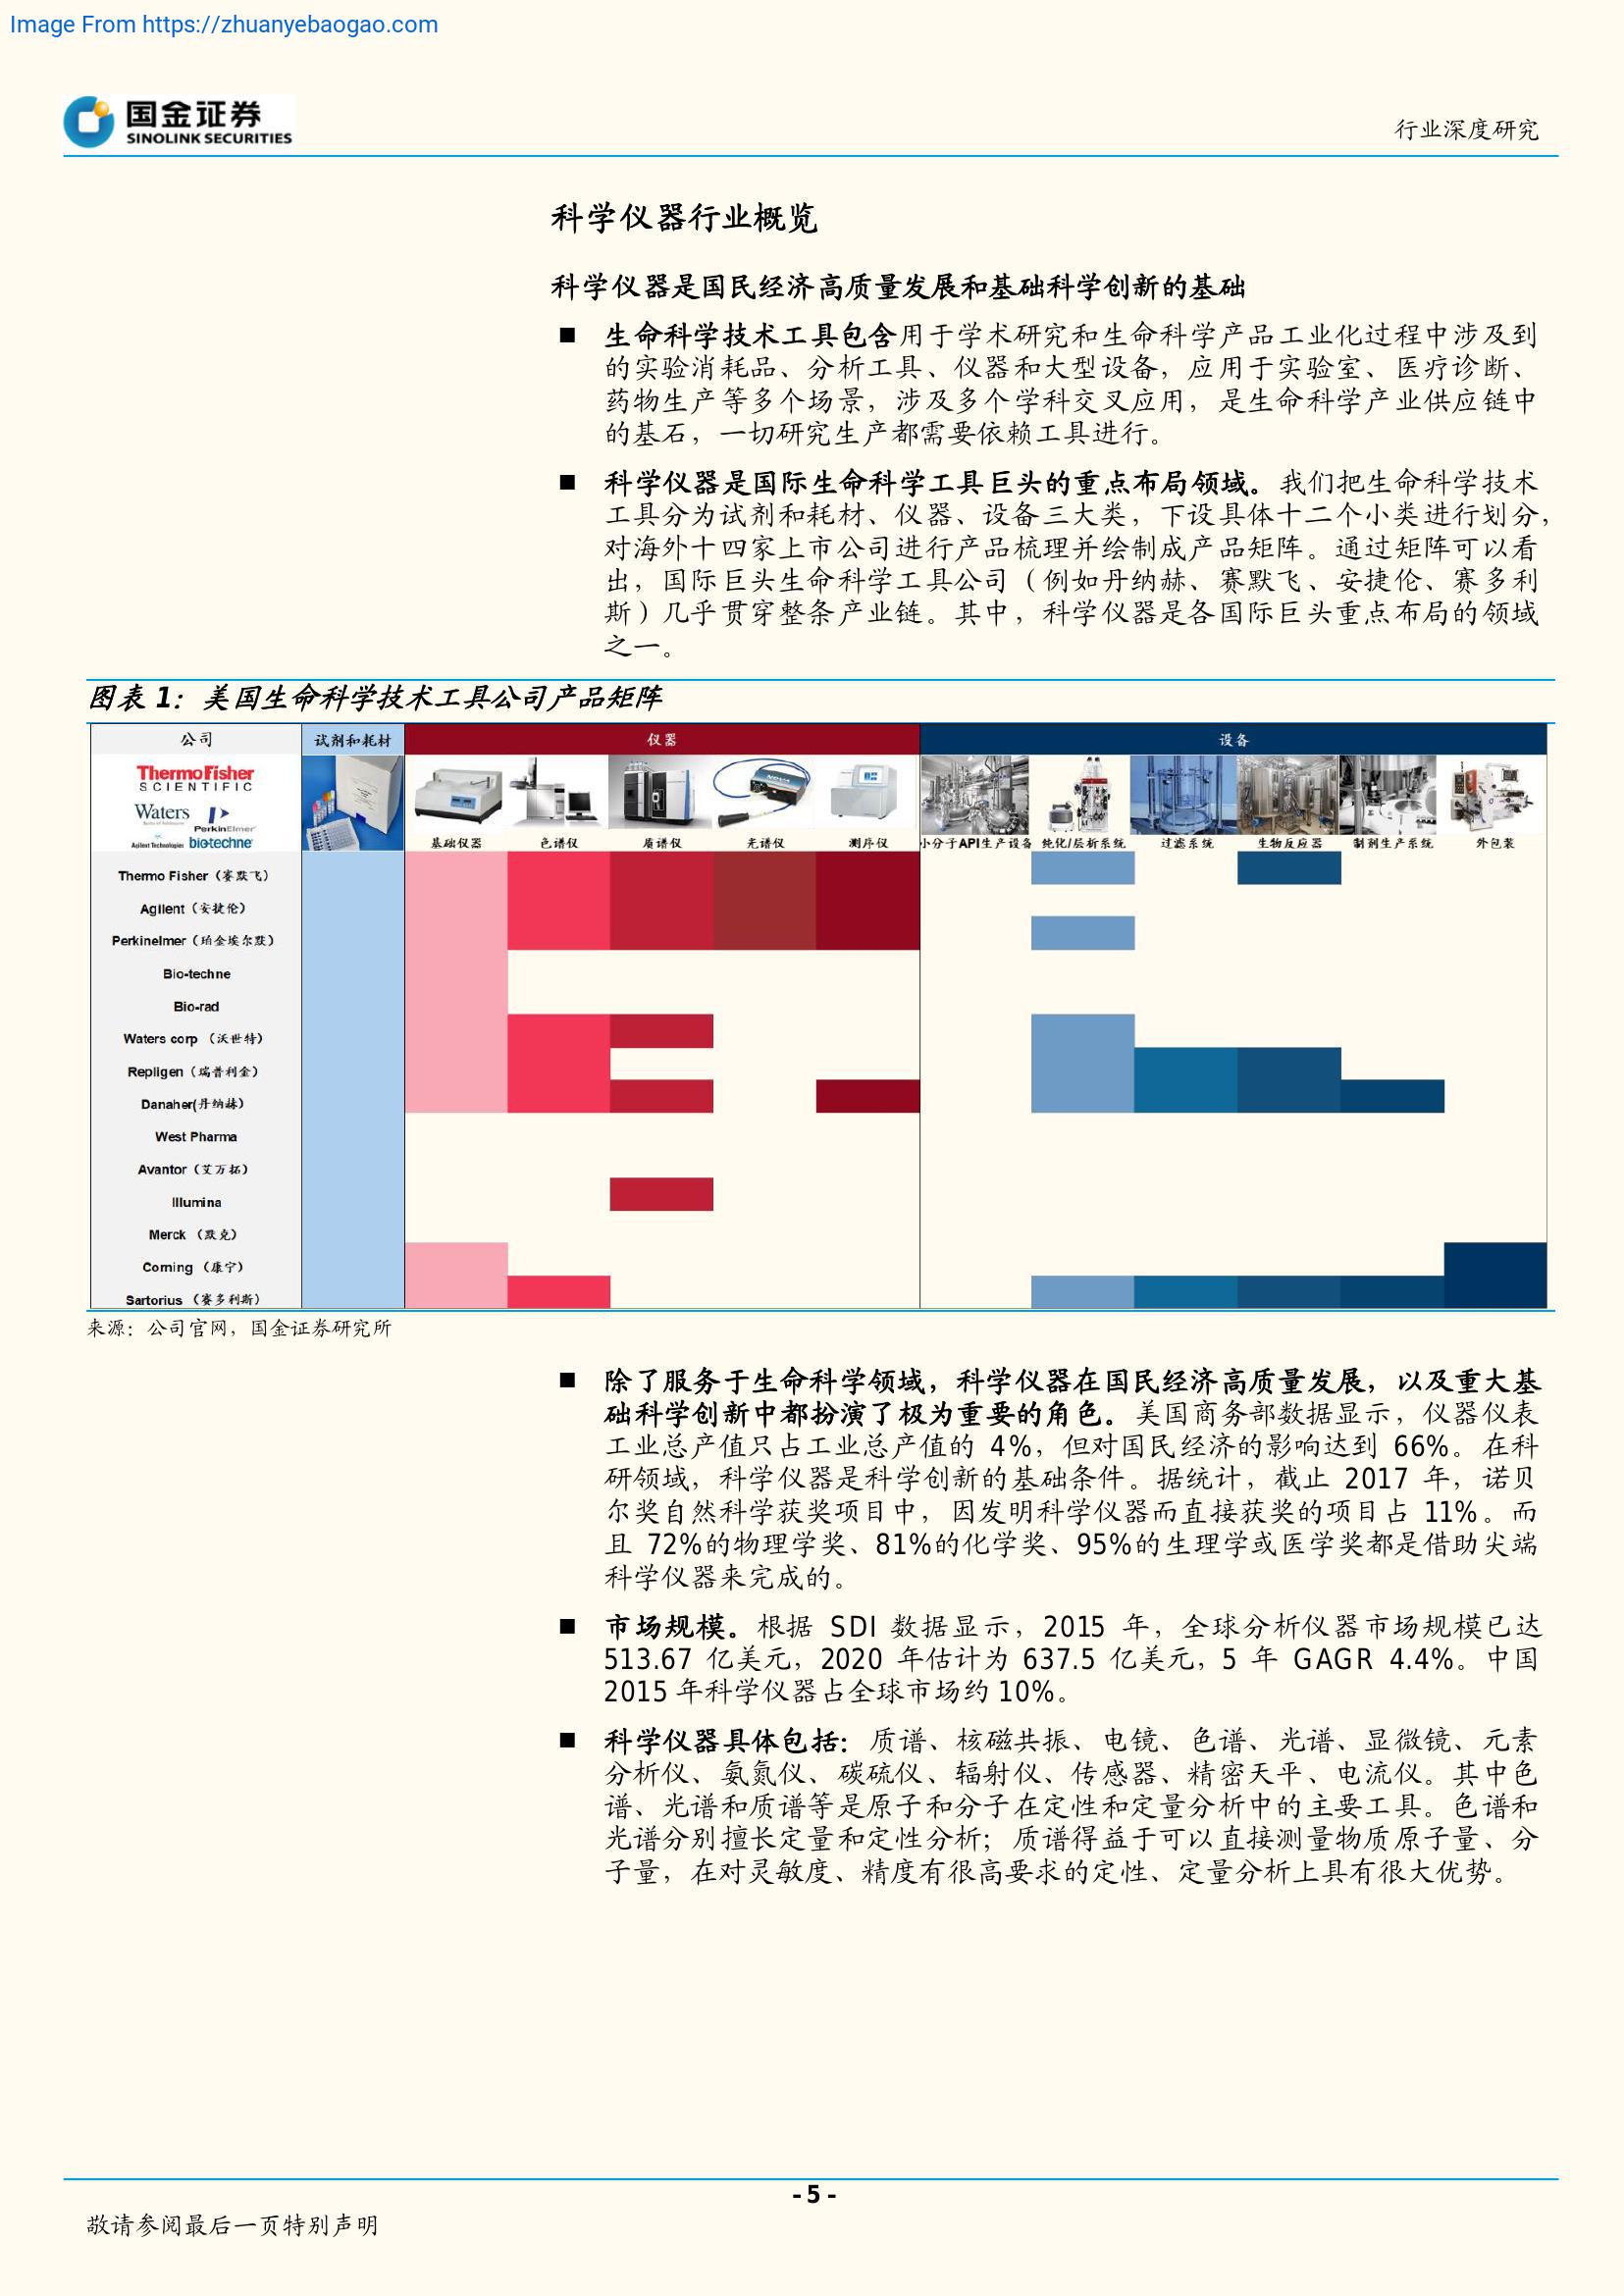 Image From https://zhuanyebaogao.com
国金证券
SINOLINK SECURITIES
行业深度研究
科学仪器行业概览
科学仪器是国民经济高质量发展和基础科学创新的基础
■ 生命科学技术工具包含用于学术研究和生命科学产品工业化过程中涉及到
的实验消耗品、分析工具、仪器和大型设备，应用于实验室、医疗诊断、
药物生产等多个场景，涉及多个学科交叉应用，是生命科学产业供应链中
的基石，一切研究生产都需要依赖工具进行。
■ 科学仪器是国际生命科学工具巨头的重点布局领域。我们把生命科学技术
工具分为试剂和耗材、仪器、设备三大类，下设具体十二个小类进行划分，
对海外十四家上市公司进行产品梳理并绘制成产品矩阵。通过矩阵可以看
出，国际巨头生命科学工具公司（例如丹纳赫、赛默飞、安捷伦、赛多利
斯）几乎贯穿整条产业链。其中，科学仪器是各国际巨头重点布局的领域
之一。
图表 1：美国生命科学技术工具公司产品矩阵
公司 试剂和耗材 仪器 设备
ThermoFisher
SCIENTIFIC
Waters
PerkinElmer
Agilent Technologies biotechne
NOVA
基础仪器 色谱仪 质谱仪 光谱仪 测序仪 小分子API生产设备 纯化/层析系统 过滤系统 生物反应器 制剂生产系统 外包装
Thermo Fisher（赛默飞）
Agilent（安捷伦）
Perkinelmer（珀金埃尔默）
Bio-techne
Bio-rad
Waters corp （沃世特）
Repligen（瑞普利金）
Danaher(丹纳赫)
West Pharma
Avantor（艾万拓）
Illumina
Merck （默克）
Corning （康宁）
Sartorius （赛多利斯）
来源：公司官网，国金证券研究所
■ 除了服务于生命科学领域，科学仪器在国民经济高质量发展，以及重大基
础科学创新中都扮演了极为重要的角色。美国商务部数据显示，仪器仪表
工业总产值只占工业总产值的 4%，但对国民经济的影响达到 66%。在科
研领域，科学仪器是科学创新的基础条件。据统计，截止 2017 年，诺贝
尔奖自然科学获奖项目中，因发明科学仪器而直接获奖的项目占 11%。而
且 72%的物理学奖、81%的化学奖、95%的生理学或医学奖都是借助尖端
科学仪器来完成的。
■ 市场规模。根据 SDI 数据显示，2015 年，全球分析仪器市场规模已达
513.67 亿美元，2020 年估计为 637.5 亿美元，5 年 GAGR 4.4%。中国
2015 年科学仪器占全球市场约 10%。
■ 科学仪器具体包括：质谱、核磁共振、电镜、色谱、光谱、显微镜、元素
分析仪、氨氮仪、碳硫仪、辐射仪、传感器、精密天平、电流仪。其中色
谱、光谱和质谱等是原子和分子在定性和定量分析中的主要工具。色谱和
光谱分别擅长定量和定性分析；质谱得益于可以直接测量物质原子量、分
子量，在对灵敏度、精度有很高要求的定性、定量分析上具有很大优势。
- 5 -
敬请参阅最后一页特别声明